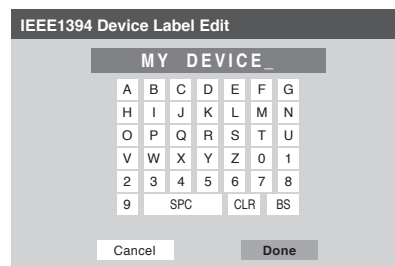 IEEE1394 Device Label Edit
MY DEVICE_
A B C D E F G
H I J K L M N
O P Q R S T U
V W X Y Z 0 1
2 3 4 5 6 7 8
9 SPC CLR BS
Cancel Done